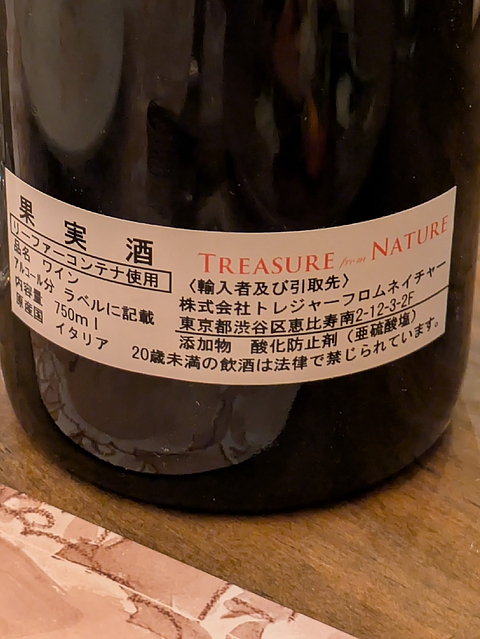 果実酒
リーファーコンテナ使用
品名 ワイン
アルコール分 ラベルに記載
内容量 750ml
原産国 イタリア
TREASURE from NATURE
〈輸入者及び引取先〉
株式会社トレジャーフロムネイチャー
東京都渋谷区恵比寿南2-12-3-2F
添加物 酸化防止剤（亜硫酸塩）
20歳未満の飲酒は法律で禁じられています。